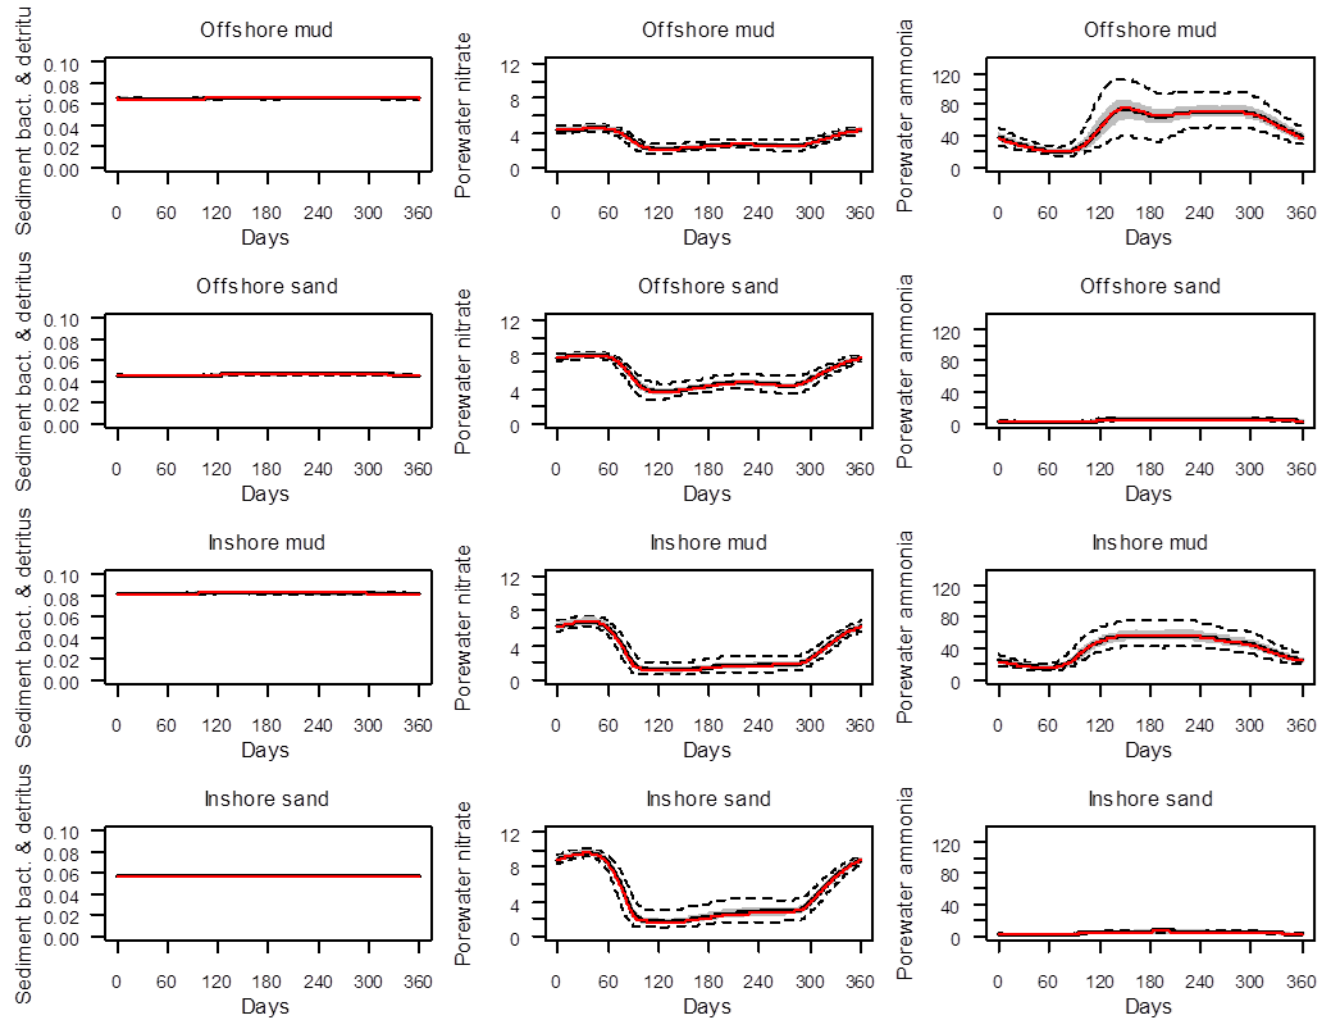 Offshore mud
Sediment bact. & detritu
0.10
0.08
0.06
0.04
0.02
0.00
0 60 120 180 240 300 360
Days
Offshore mud
Porewater nitrate
12
8
4
0
0 60 120 180 240 300 360
Days
Offshore mud
Porewater ammonia
120
80
40
0
0 60 120 180 240 300 360
Days
Offshore sand
Sediment bact. & detritus
0.10
0.08
0.06
0.04
0.02
0.00
0 60 120 180 240 300 360
Days
Offshore sand
Porewater nitrate
12
8
4
0
0 60 120 180 240 300 360
Days
Offshore sand
Porewater ammonia
120
80
40
0
0 60 120 180 240 300 360
Days
Inshore mud
Sediment bact. & detritus
0.10
0.08
0.06
0.04
0.02
0.00
0 60 120 180 240 300 360
Days
Inshore mud
Porewater nitrate
12
8
4
0
0 60 120 180 240 300 360
Days
Inshore mud
Porewater ammonia
120
80
40
0
0 60 120 180 240 300 360
Days
Inshore sand
Sediment bact. & detritus
0.10
0.08
0.06
0.04
0.02
0.00
0 60 120 180 240 300 360
Days
Inshore sand
Porewater nitrate
12
8
4
0
0 60 120 180 240 300 360
Days
Inshore sand
Porewater ammonia
120
80
40
0
0 60 120 180 240 300 360
Days